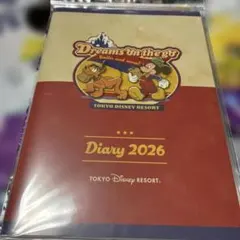 Dreams on the go
TOKYO DISNEY RESORT
Diary 2026
TOKYO Disney RESORT®